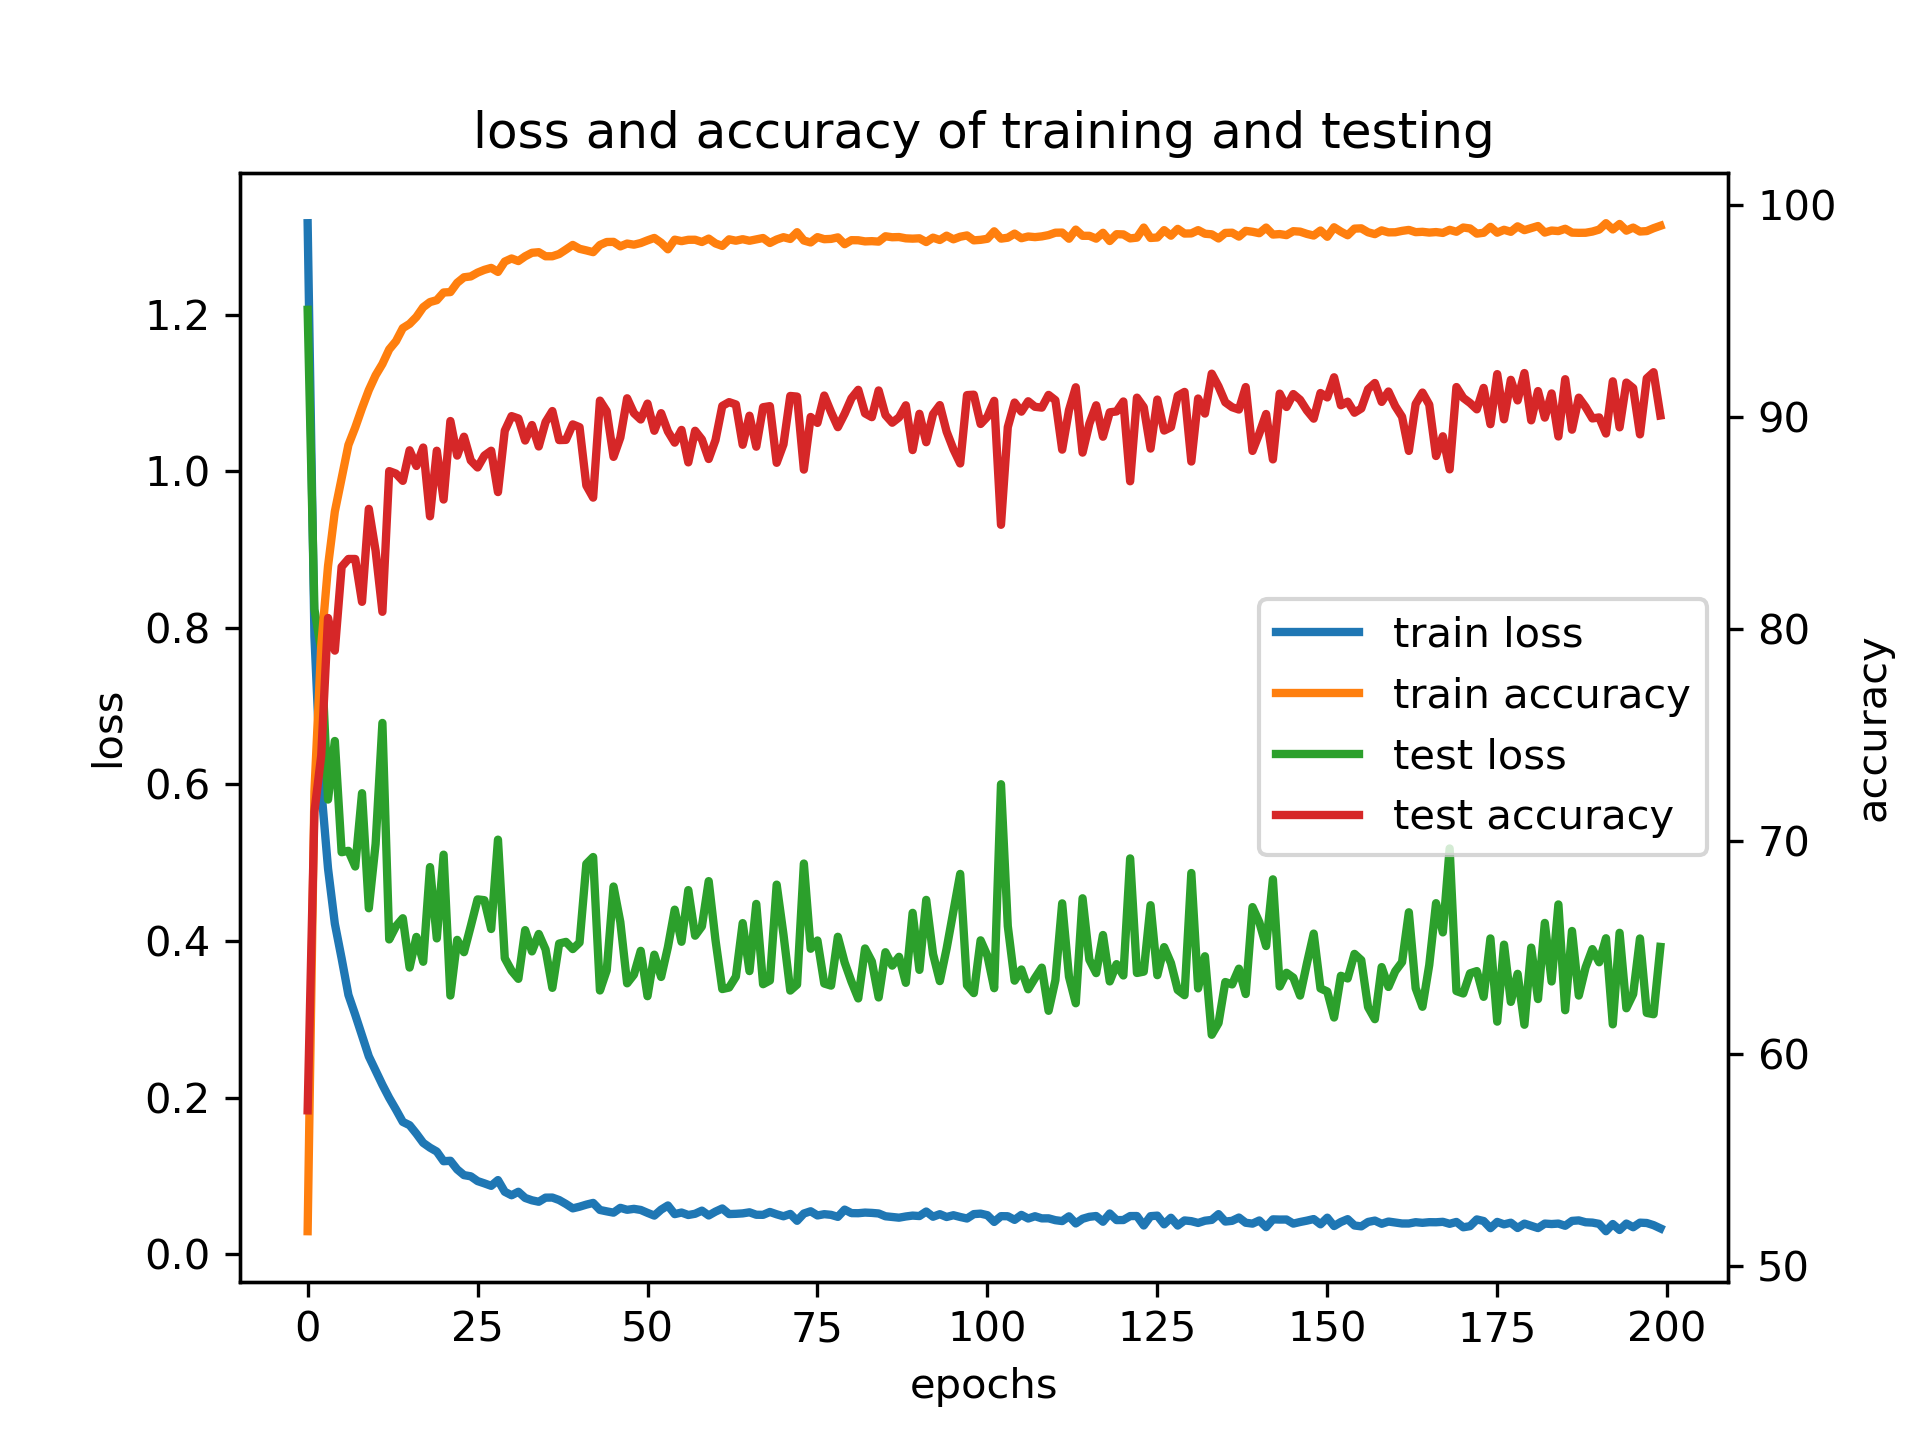 loss and accuracy of training and testing
1.2
1.0
0.8
0.6
0.4
0.2
0.0
loss
100
90
80
70
60
50
accuracy
train loss
train accuracy
test loss
test accuracy
0 25 50 75 100 125 150 175 200
epochs